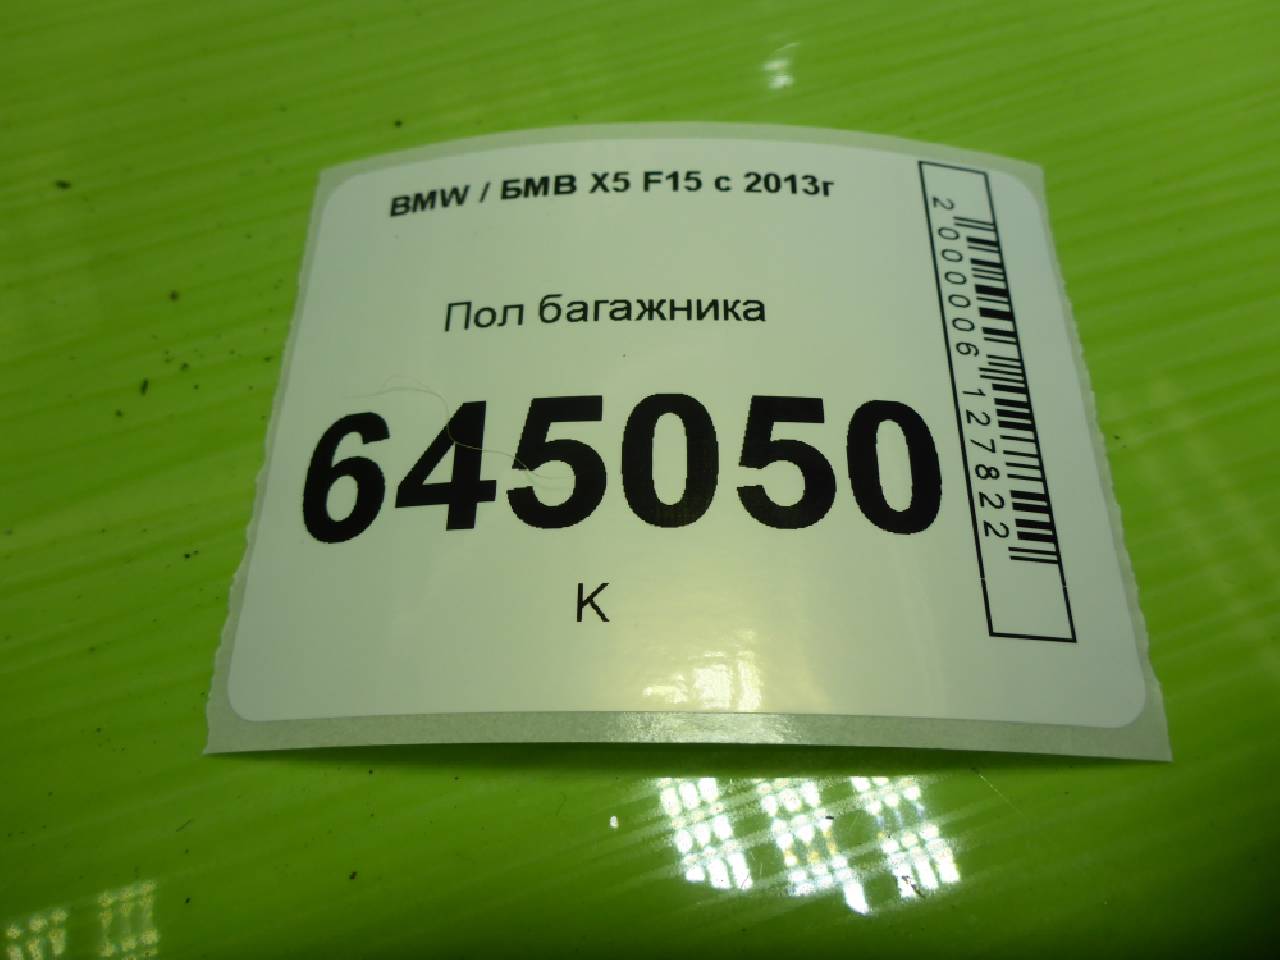 BMW / БМВ X5 F15 с 2013г
Пол багажника
645050
К
2000006127822